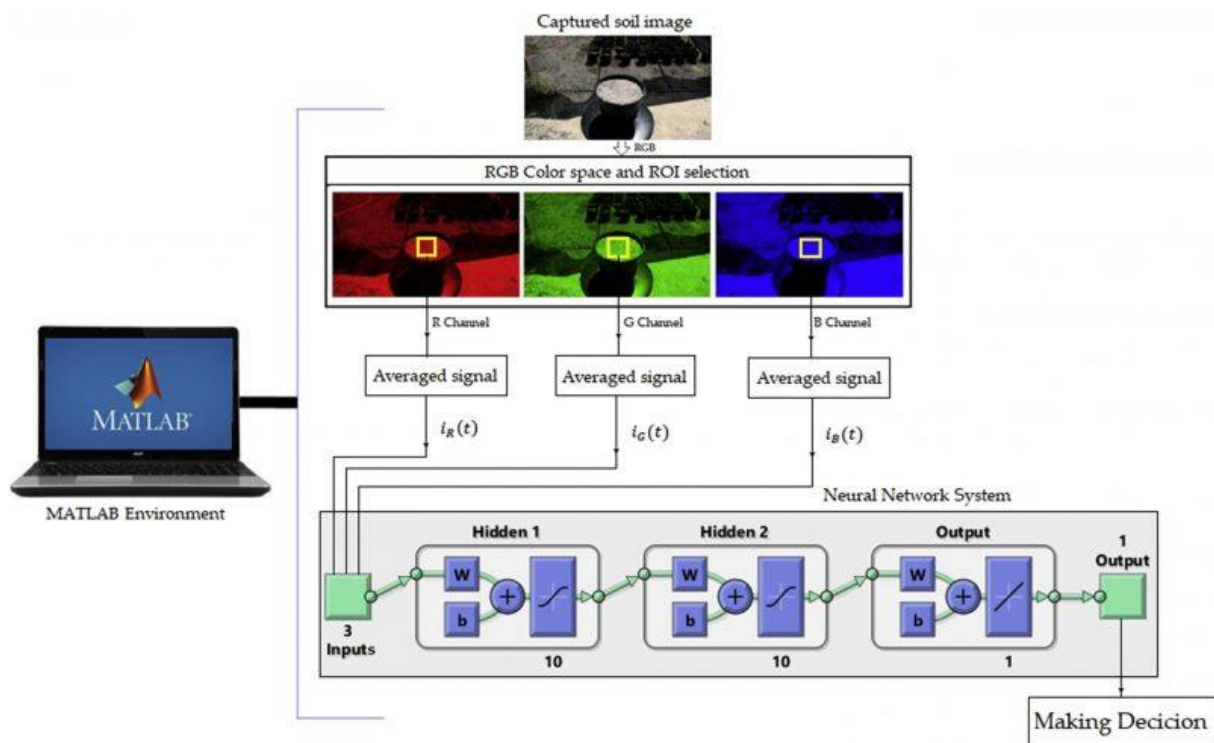 Captured soil image
RGB
RGB Color space and ROI selection
R Channel
G Channel
B Channel
Averaged signal
Averaged signal
Averaged signal
i_R(t)
i_G(t)
i_B(t)
MATLAB®
acer
MATLAB Environment
Neural Network System
Hidden 1
Hidden 2
Output
1
Output
W
b
+
W
b
+
W
b
+
3
Inputs
10
10
1
Making Decicion